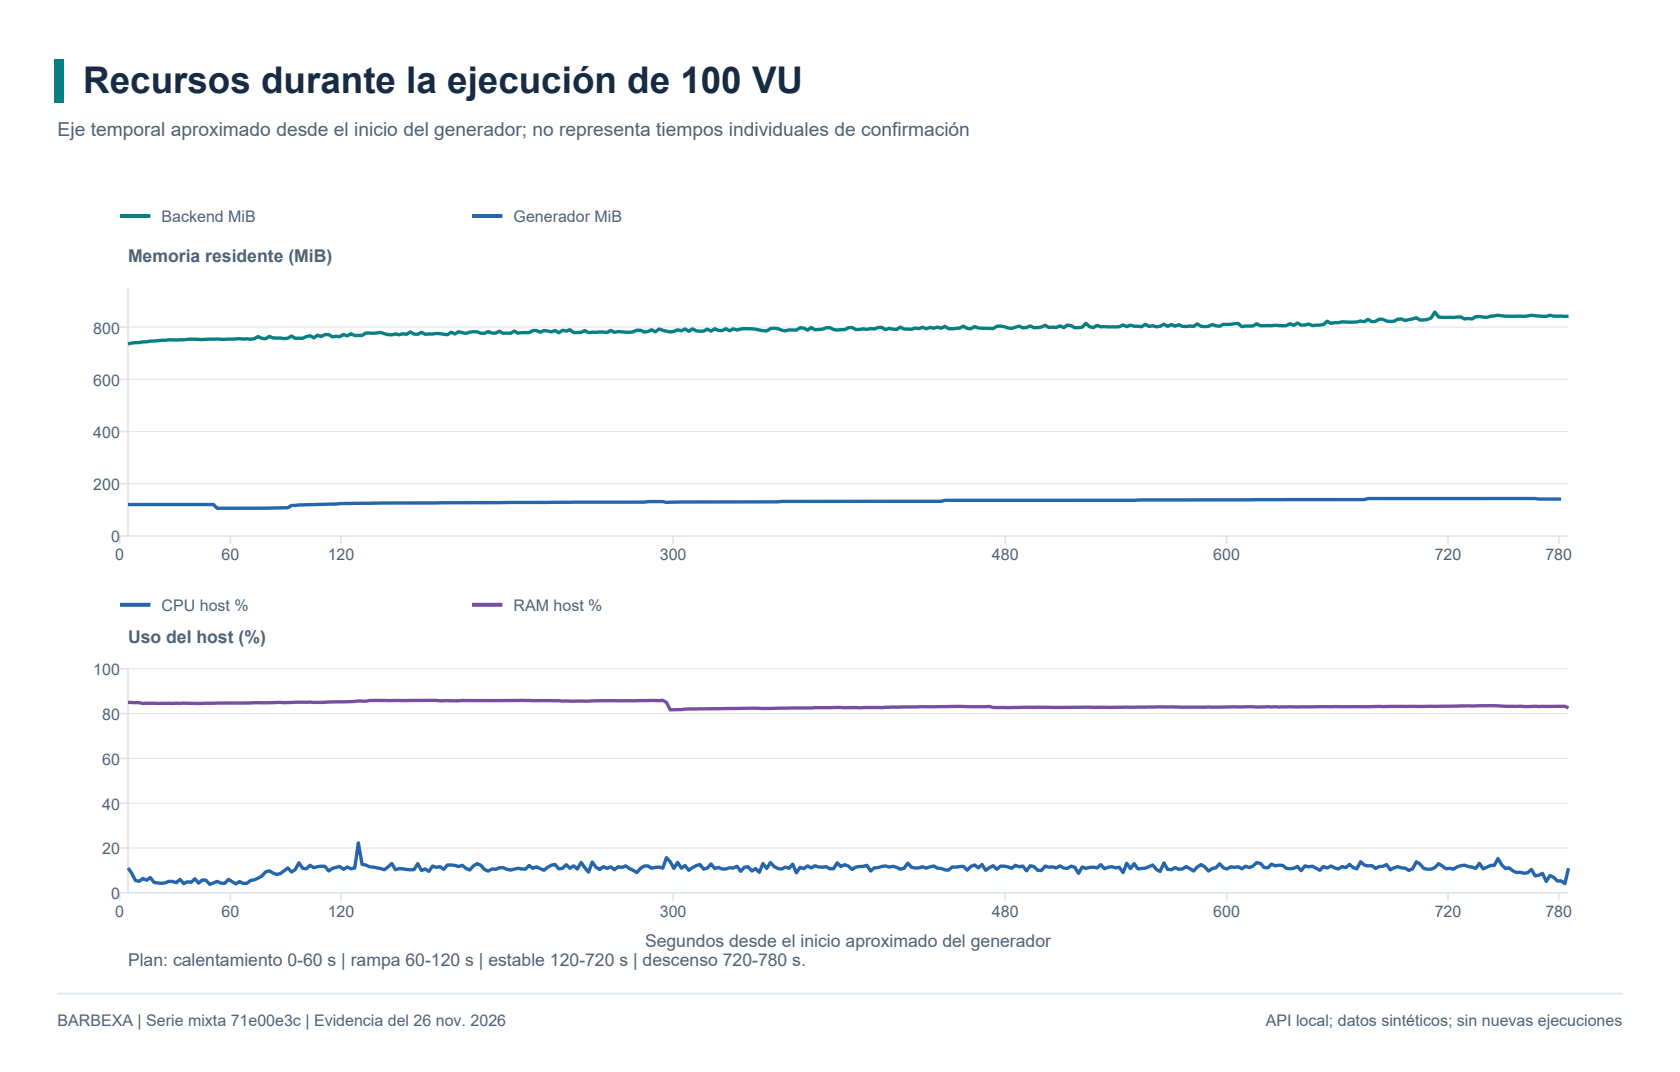 Recursos durante la ejecución de 100 VU
Eje temporal aproximado desde el inicio del generador; no representa tiempos individuales de confirmación
Backend MiB Generador MiB
Memoria residente (MiB)
800
600
400
200
0
0 60 120 300 480 600 720 780
CPU host % RAM host %
Uso del host (%)
100
80
60
40
20
0
0 60 120 300 480 600 720 780
Segundos desde el inicio aproximado del generador
Plan: calentamiento 0-60 s | rampa 60-120 s | estable 120-720 s | descenso 720-780 s.
BARBEXA | Serie mixta 71e00e3c | Evidencia del 26 nov. 2026 API local; datos sintéticos; sin nuevas ejecuciones